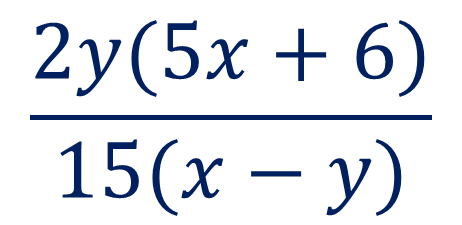 2y(5x + 6)
15(x − y)